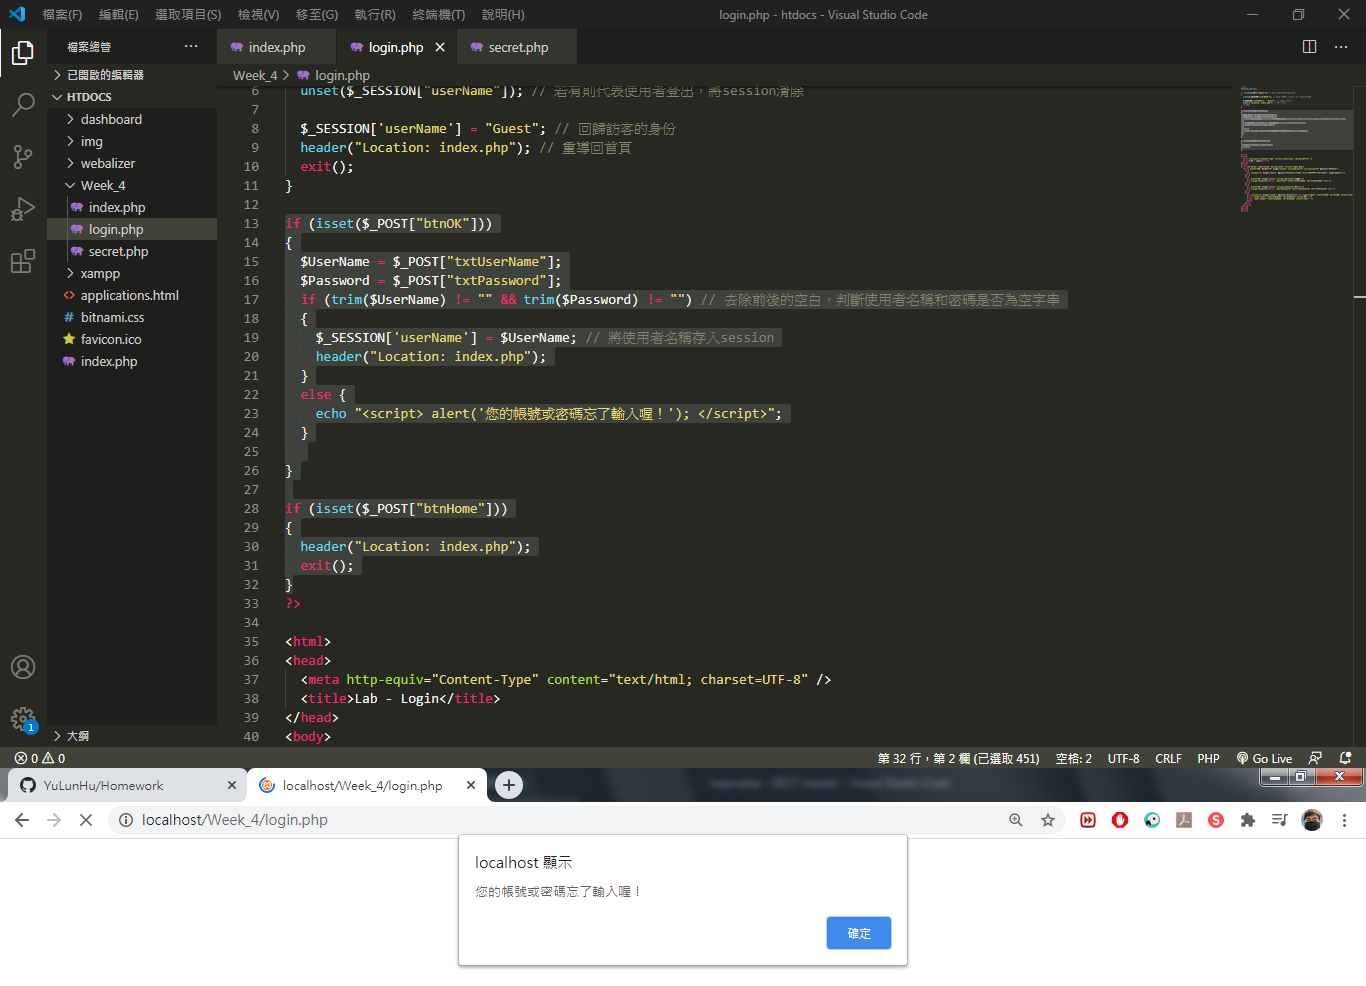 檔案(F) 編輯(E) 選取項目(S) 檢視(V) 移至(G) 執行(R) 終端機(T) 說明(H) login.php - htdocs - Visual Studio Code
檔案總管 ... index.php login.php secret.php
已開啟的編輯器
Week_4 > login.php
HTDOCS
dashboard
img
webalizer
Week_4
index.php
login.php
secret.php
xampp
applications.html
bitnami.css
favicon.ico
index.php
大綱
6 unset($_SESSION["userName"]); // 若有則代表使用者登出，將session清除
7
8 $_SESSION['userName'] = "Guest"; // 回歸訪客的身份
9 header("Location: index.php"); // 重導回首頁
10 exit();
11 }
12
13 if (isset($_POST["btnOK"]))
14 {
15 $UserName = $_POST["txtUserName"];
16 $Password = $_POST["txtPassword"];
17 if (trim($UserName) != "" && trim($Password) != "") // 去除前後的空白，判斷使用者名稱和密碼是否為空字串
18 {
19 $_SESSION['userName'] = $UserName; // 將使用者名稱存入session
20 header("Location: index.php");
21 }
22 else {
23 echo "<script> alert('您的帳號或密碼忘了輸入喔！'); </script>";
24 }
25
26 }
27
28 if (isset($_POST["btnHome"]))
29 {
30 header("Location: index.php");
31 exit();
32 }
33 ?>
34
35 <html>
36 <head>
37 <meta http-equiv="Content-Type" content="text/html; charset=UTF-8" />
38 <title>Lab - Login</title>
39 </head>
40 <body>
1
0 0 第 32 行，第 2 欄 (已選取 451) 空格: 2 UTF-8 CRLF PHP Go Live
YuLunHu/Homework localhost/Week_4/login.php
localhost/Week_4/login.php
localhost 顯示
您的帳號或密碼忘了輸入喔！
確定